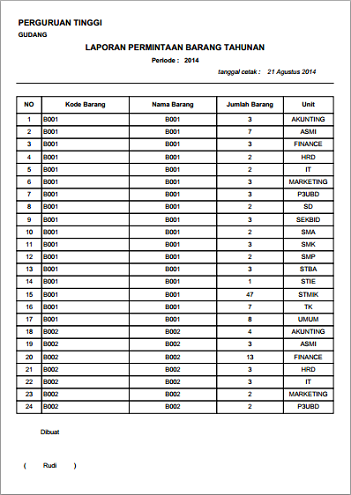 PERGURUAN TINGGI
GUDANG
LAPORAN PERMINTAAN BARANG TAHUNAN
Periode : 2014
tanggal cetak : 21 Agustus 2014
NO Kode Barang Nama Barang Jumlah Barang Unit
1 B001 B001 3 AKUNTING
2 B001 B001 7 ASMI
3 B001 B001 3 FINANCE
4 B001 B001 2 HRD
5 B001 B001 2 IT
6 B001 B001 3 MARKETING
7 B001 B001 3 P3UBD
8 B001 B001 2 SD
9 B001 B001 3 SEKBID
10 B001 B001 2 SMA
11 B001 B001 3 SMK
12 B001 B001 2 SMP
13 B001 B001 3 STBA
14 B001 B001 1 STIE
15 B001 B001 47 STMIK
16 B001 B001 7 TK
17 B001 B001 8 UMUM
18 B002 B002 4 AKUNTING
19 B002 B002 3 ASMI
20 B002 B002 13 FINANCE
21 B002 B002 3 HRD
22 B002 B002 3 IT
23 B002 B002 2 MARKETING
24 B002 B002 2 P3UBD
Dibuat
( Rudi )